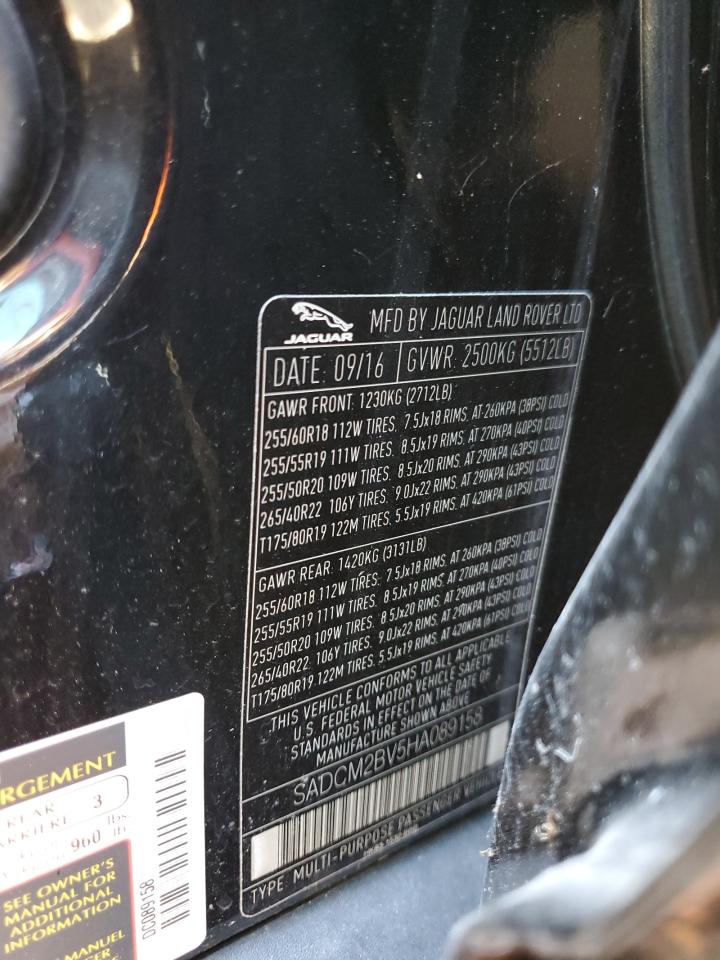 JAGUAR MFD BY JAGUAR LAND ROVER LTD
DATE: 09/16 GVWR: 2500KG (5512LB)
GAWR FRONT: 1230KG (2712LB)
255/60R18 112W TIRES. 7.5Jx18 RIMS. AT 260KPA (38PSI) COLD
255/55R19 111W TIRES. 8.5Jx19 RIMS. AT 270KPA (40PSI) COLD
255/50R20 109W TIRES. 8.5Jx20 RIMS. AT 290KPA (43PSI) COLD
265/40R22 106Y TIRES. 9.0Jx22 RIMS. AT 290KPA (43PSI) COLD
T175/80R19 122M TIRES. 5.5Jx19 RIMS. AT 420KPA (61PSI) COLD
GAWR REAR: 1420KG (3131LB)
255/60R18 112W TIRES. 7.5Jx18 RIMS. AT 260KPA (38PSI) COLD
255/55R19 111W TIRES. 8.5Jx19 RIMS. AT 270KPA (40PSI) COLD
255/50R20 109W TIRES. 8.5Jx20 RIMS. AT 290KPA (43PSI) COLD
265/40R22 106Y TIRES. 9.0Jx22 RIMS. AT 290KPA (43PSI) COLD
T175/80R19 122M TIRES. 5.5Jx19 RIMS. AT 420KPA (61PSI) COLD
THIS VEHICLE CONFORMS TO ALL APPLICABLE
U.S. FEDERAL MOTOR VEHICLE SAFETY
STANDARDS IN EFFECT ON THE DATE OF
MANUFACTURE SHOWN ABOVE
SADCM2BV5HA089158
TYPE: MULTI-PURPOSE PASSENGER
RGEMENT
REAR
ARRIERE 3
960 lb
SEE OWNER'S
MANUAL FOR
ADDITIONAL
INFORMATION
MANUEL
0C089158